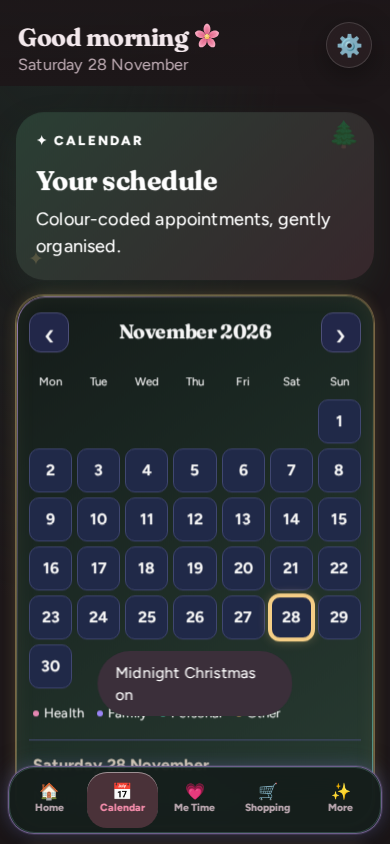 Good morning 🌸
Saturday 28 November
✦ CALENDAR
Your schedule
Colour-coded appointments, gently
organised.
‹ November 2026 ›
Mon Tue Wed Thu Fri Sat Sun
1
2 3 4 5 6 7 8
9 10 11 12 13 14 15
16 17 18 19 20 21 22
23 24 25 26 27 28 29
30
Midnight Christmas
on
Health Family Personal Other
Saturday 28 November
Home Calendar Me Time Shopping More